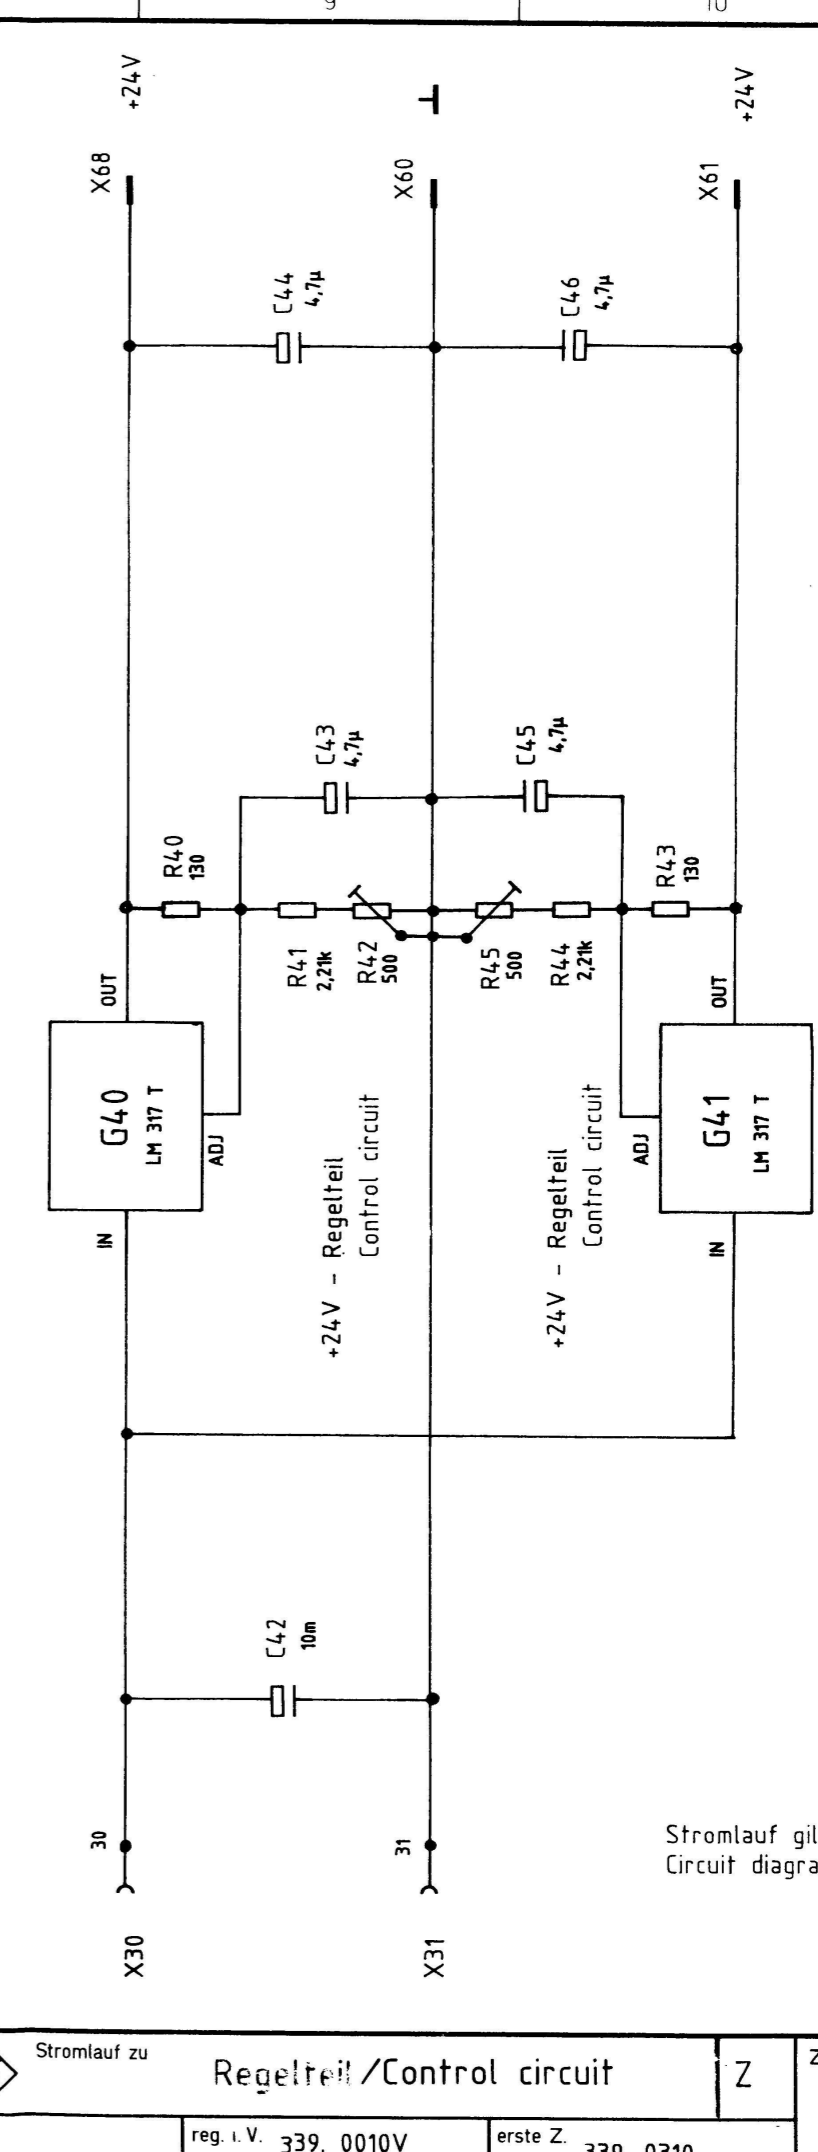 9
10
+24V
+24V
X68
X60
X61
C44
4,7µ
C46
4,7µ
C43
4,7µ
C45
4,7µ
R40
130
R43
130
R41
2,21k
R42
500
R45
500
R44
2,21k
OUT
OUT
G40
LM 317 T
ADJ
IN
G41
LM 317 T
ADJ
IN
+24V - Regelteil
Control circuit
+24V - Regelteil
Control circuit
C42
10m
30
31
X30
X31
Stromlauf gil
Circuit diagra
Stromlauf zu
Regelteil/Control circuit
Z
Z
reg. i. V. 339. 0010V
erste Z.